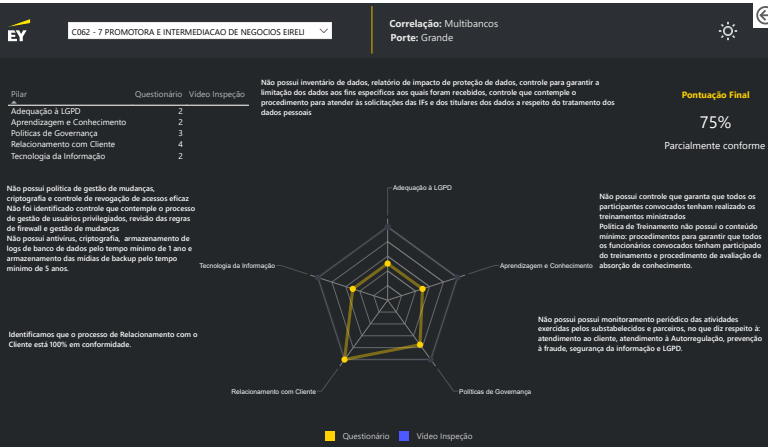 EY
C062 - 7 PROMOTORA E INTERMEDIACAO DE NEGOCIOS EIRELI
Correlação: Multibancos
Porte: Grande
Pilar Questionário Vídeo Inspeção
Adequação à LGPD 2
Aprendizagem e Conhecimento 2
Políticas de Governança 3
Relacionamento com Cliente 4
Tecnologia da Informação 2
Não possui inventário de dados, relatório de impacto de proteção de dados, controle para garantir a
limitação dos dados aos fins específicos aos quais foram recebidos, controle que contemple o
procedimento para atender às solicitações das IFs e dos titulares dos dados a respeito do tratamento dos
dados pessoais
Pontuação Final
75%
Parcialmente conforme
Não possui política de gestão de mudanças,
criptografia e controle de revogação de acessos eficaz
Não foi identificado controle que contemple o processo
de gestão de usuários privilegiados, revisão das regras
de firewall e gestão de mudanças
Não possui antivírus, criptografia, armazenamento de
logs de banco de dados pelo tempo mínimo de 1 ano e
armazenamento das mídias de backup pelo tempo
mínimo de 5 anos.
Adequação à LGPD
Não possui controle que garanta que todos os
participantes convocados tenham realizado os
treinamentos ministrados
Política de Treinamento não possui o conteúdo
mínimo: procedimentos para garantir que todos
os funcionários convocados tenham participado
do treinamento e procedimento de avaliação de
absorção de conhecimento.
Tecnologia da Informação
Aprendizagem e Conhecimento
Identificamos que o processo de Relacionamento com o
Cliente está 100% em conformidade.
Não possui possui monitoramento periódico das atividades
exercidas pelos substabelecidos e parceiros, no que diz respeito à:
atendimento ao cliente, atendimento à Autorregulação, prevenção
à fraude, segurança da informação e LGPD.
Relacionamento com Cliente
Políticas de Governança
Questionário Vídeo Inspeção